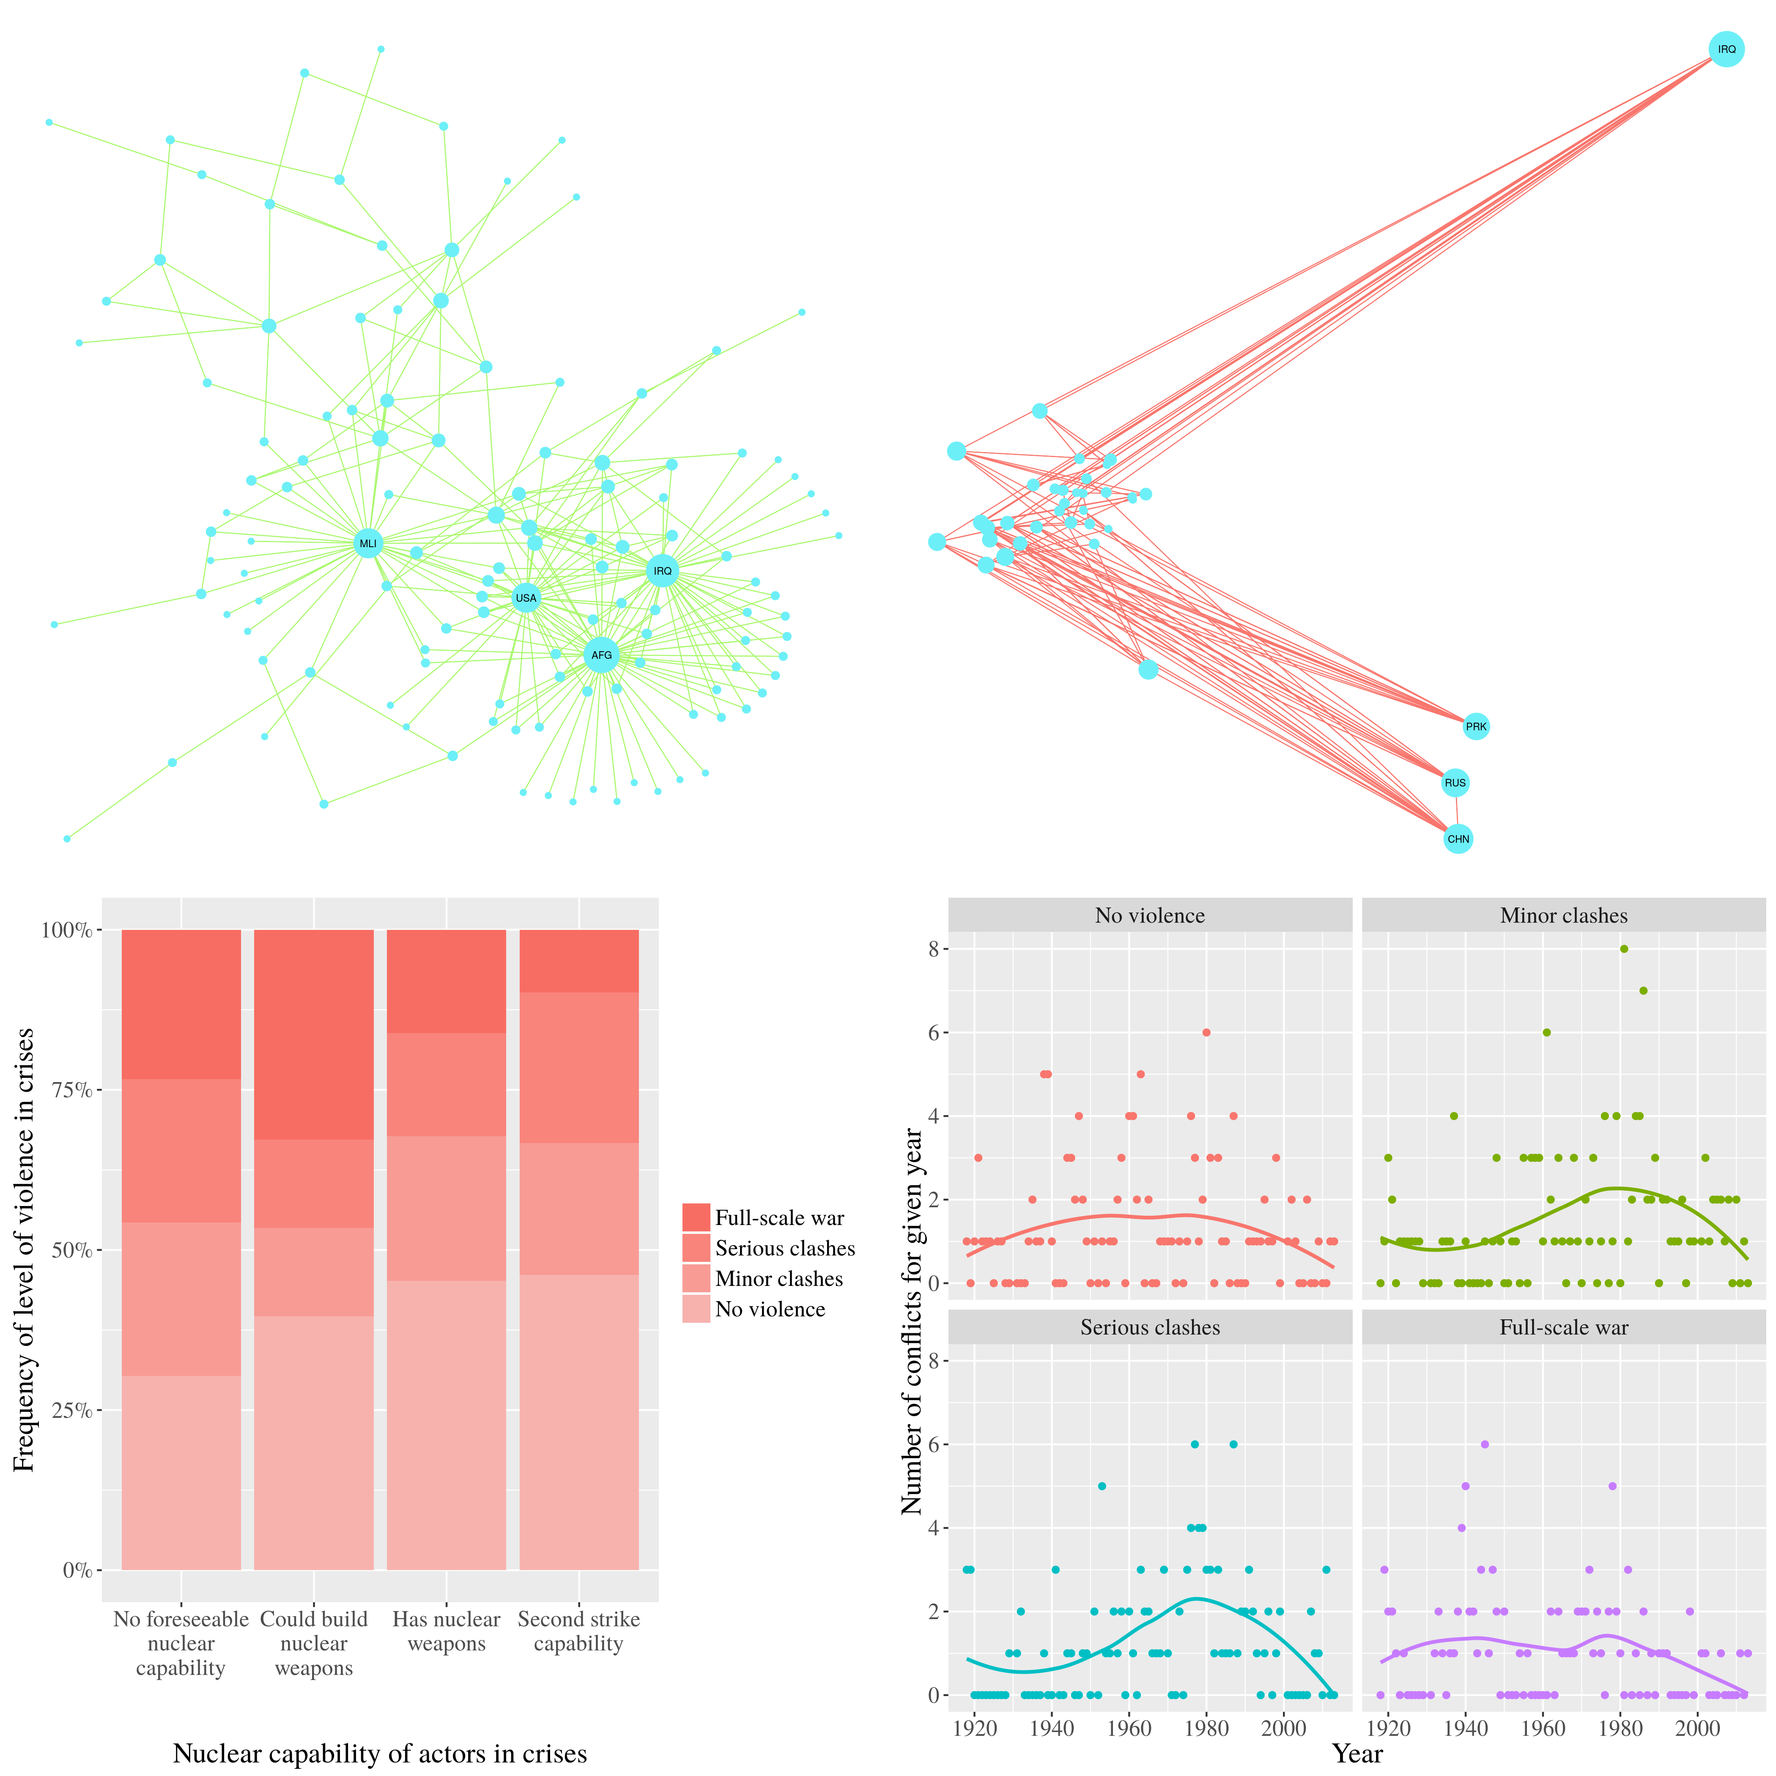 IRQ
MLI
IRQ
USA
AFG
PRK
RUS
CHN
Frequency of level of violence in crises
100%
75%
50%
25%
0%
No foreseeable
nuclear
capability
Could build
nuclear
weapons
Has nuclear
weapons
Second strike
capability
Nuclear capability of actors in crises
Full-scale war
Serious clashes
Minor clashes
No violence
Number of conflicts for given year
No violence
Minor clashes
8
6
4
2
0
Serious clashes
Full-scale war
8
6
4
2
0
1920 1940 1960 1980 2000
1920 1940 1960 1980 2000
Year